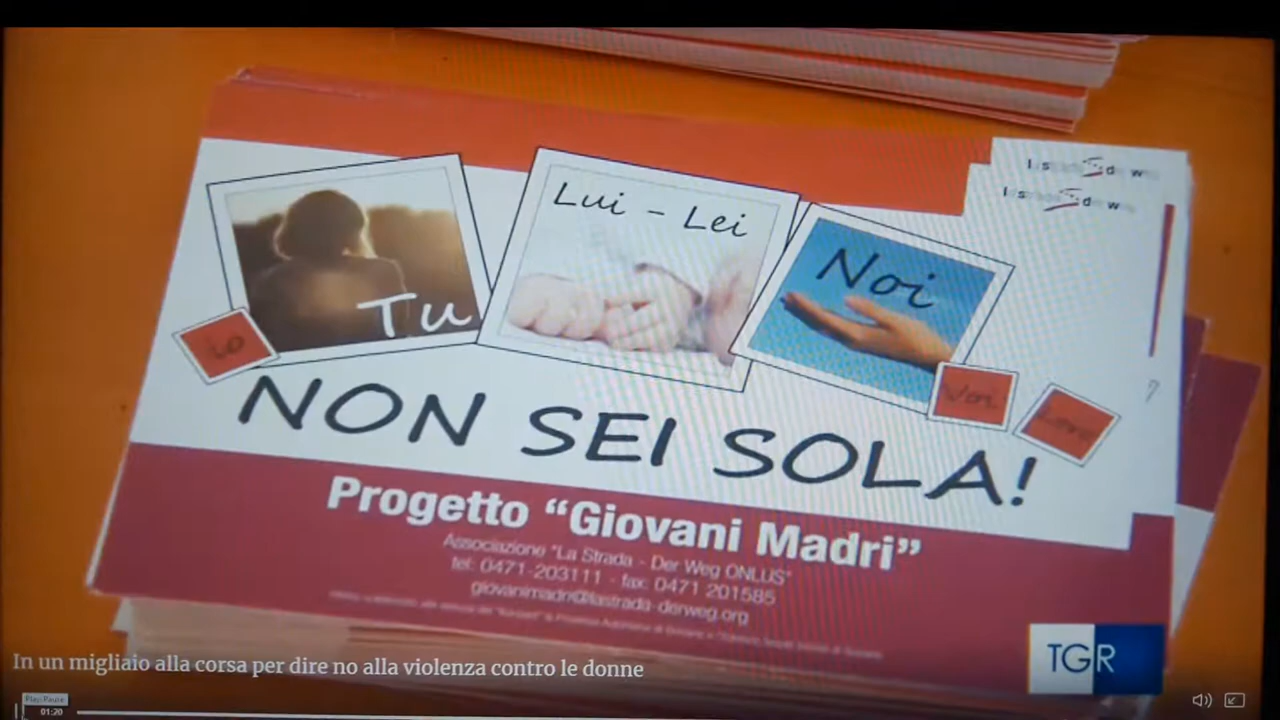 Lui - Lei
Noi
Tu
Io
NON SEI SOLA!
Progetto “Giovani Madri”
Associazione "La Strada - Der Weg ONLUS"
tel: 0471-203111 - fax: 0471 201585
giovanimadri@lastrada-derweg.org
TGR
In un migliaio alla corsa per dire no alla violenza contro le donne
Play/Pause
01:20